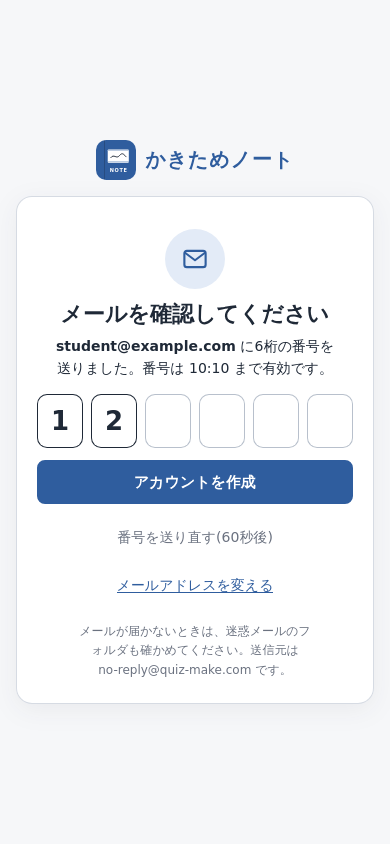 NOTE
かきためノート
メールを確認してください
student@example.com に6桁の番号を
送りました。番号は 10:10 まで有効です。
1 2
アカウントを作成
番号を送り直す(60秒後)
メールアドレスを変える
メールが届かないときは、迷惑メールのフ
ォルダも確かめてください。送信元は
no-reply@quiz-make.com です。